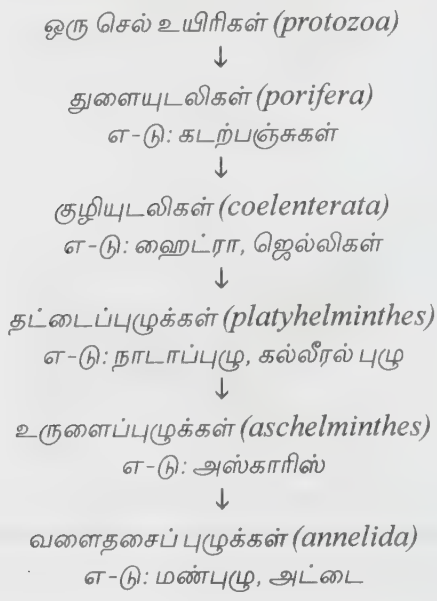 ஒரு செல் உயிரிகள் (protozoa)
↓
துளையுடலிகள் (porifera)
எ-டு: கடற்பஞ்சுகள்
↓
குழியுடலிகள் (coelenterata)
எ-டு: ஹைட்ரா, ஜெல்லிகள்
↓
தட்டைப்புழுக்கள் (platyhelminthes)
எ-டு: நாடாப்புழு, கல்லீரல் புழு
↓
உருளைப்புழுக்கள் (aschelminthes)
எ-டு: அஸ்காரிஸ்
↓
வளைதசைப் புழுக்கள் (annelida)
எ-டு: மண்புழு, அட்டை